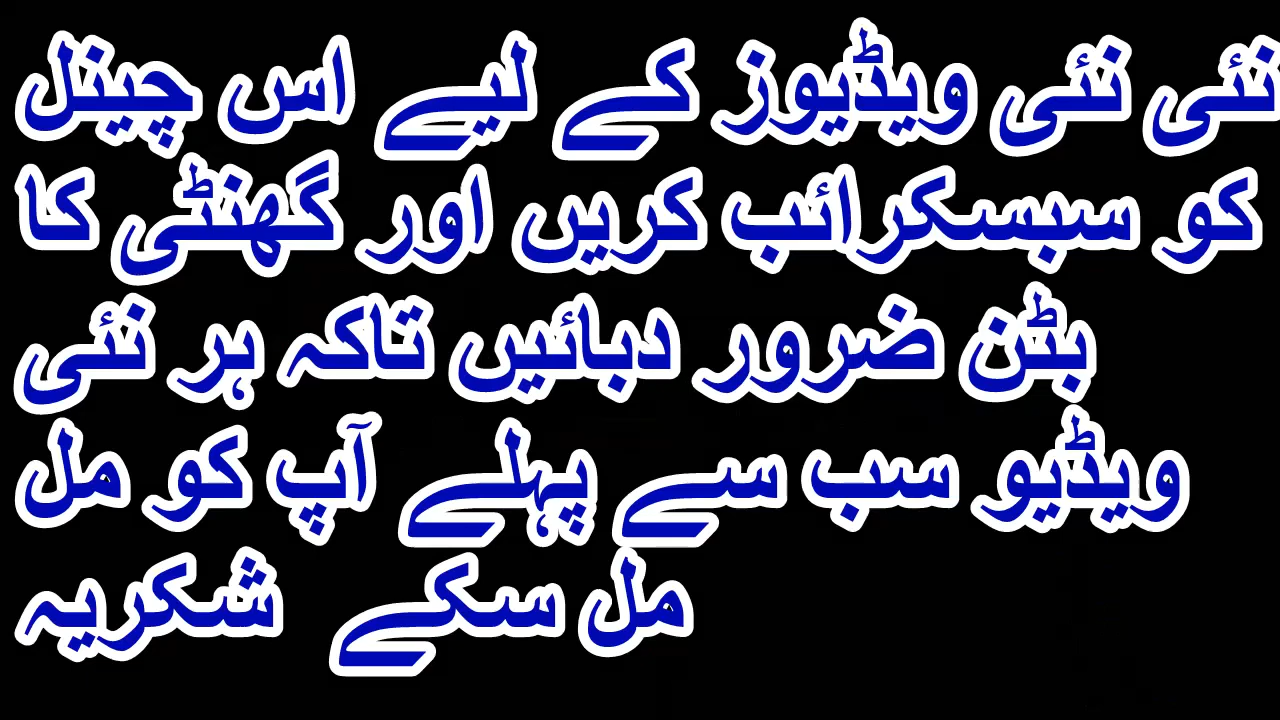 نئی نئی ویڈیوز کے لیے اس چینل
کو سبسکرائب کریں اور گھنٹی کا
بٹن ضرور دبائیں تاکہ ہر نئی
ویڈیو سب سے پہلے آپ کو مل
مل سکے شکریہ